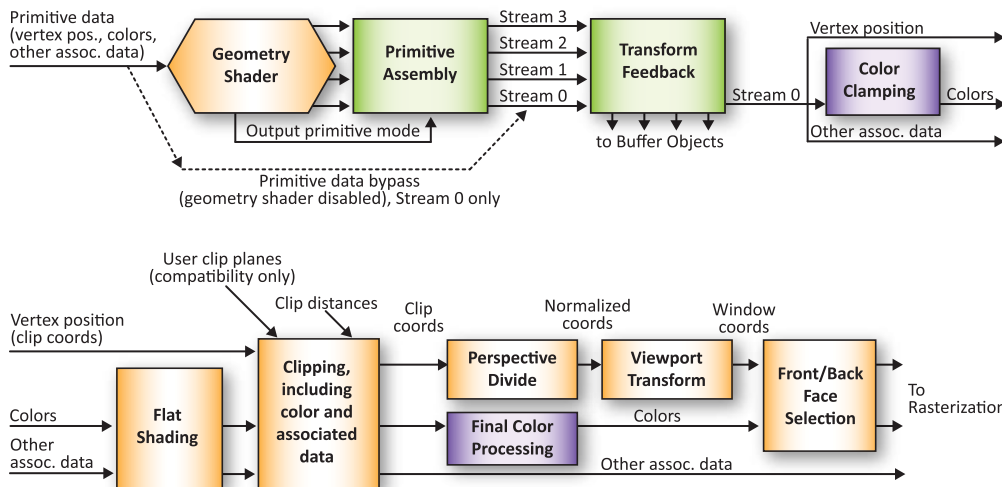 Primitive data
(vertex pos., colors,
other assoc. data)
Geometry
Shader
Primitive
Assembly
Stream 3
Stream 2
Stream 1
Stream 0
Transform
Feedback
Stream 0
Vertex position
Color
Clamping
Colors
Other assoc. data
Output primitive mode
to Buffer Objects
Primitive data bypass
(geometry shader disabled), Stream 0 only
User clip planes
(compatibility only)
Clip distances
Vertex position
(clip coords)
Clip
coords
Normalized
coords
Window
coords
Colors
Other
assoc. data
Flat
Shading
Clipping,
including
color and
associated
data
Perspective
Divide
Viewport
Transform
Final Color
Processing
Colors
Front/Back
Face
Selection
To
Rasterization
Other assoc. data